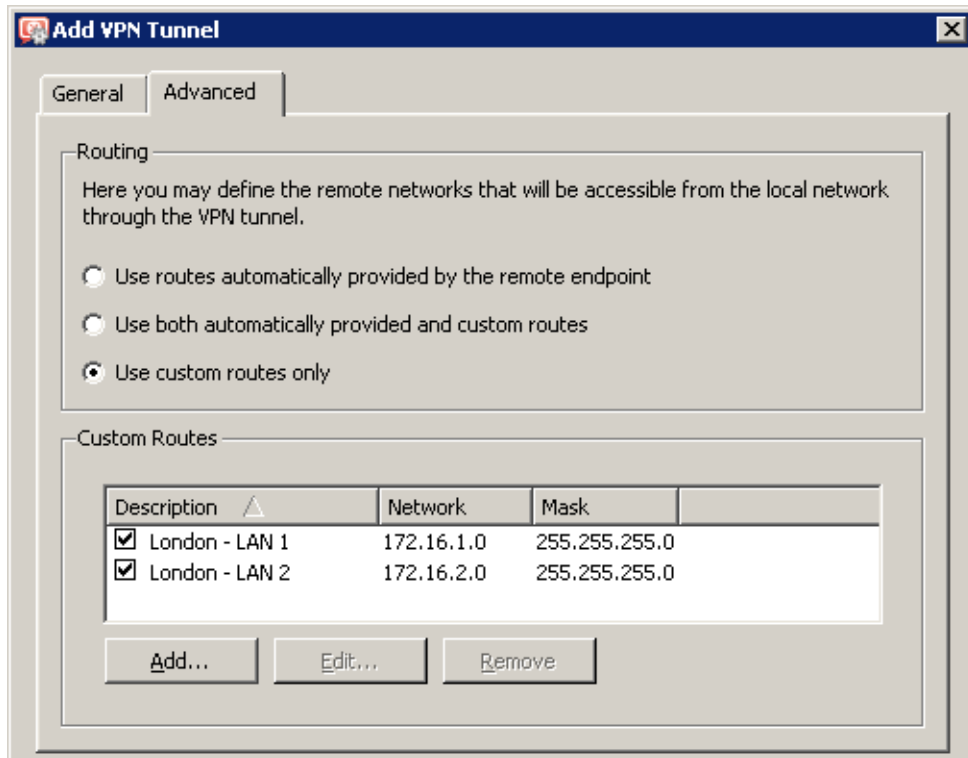 Add VPN Tunnel
General Advanced
Routing
Here you may define the remote networks that will be accessible from the local network
through the VPN tunnel.
Use routes automatically provided by the remote endpoint
Use both automatically provided and custom routes
Use custom routes only
Custom Routes
Description Network Mask
London - LAN 1 172.16.1.0 255.255.255.0
London - LAN 2 172.16.2.0 255.255.255.0
Add... Edit... Remove